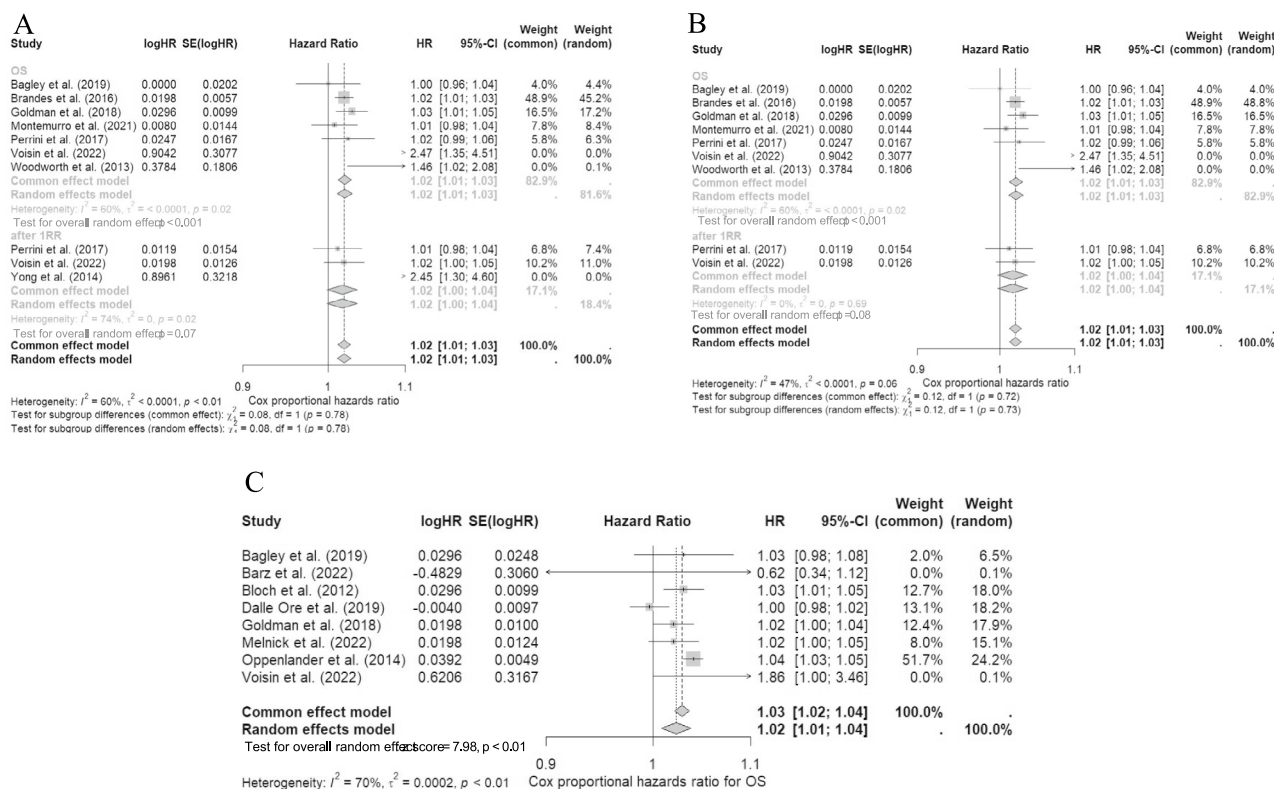 A
Weight Weight
Study logHR SE(logHR) Hazard Ratio HR 95%-CI (common) (random)
OS
Bagley et al. (2019) 0.0000 0.0202 1.00 [0.96; 1.04] 4.0% 4.4%
Brandes et al. (2016) 0.0198 0.0057 1.02 [1.01; 1.03] 48.9% 45.2%
Goldman et al. (2018) 0.0296 0.0099 1.03 [1.01; 1.05] 16.5% 17.2%
Montemurro et al. (2021) 0.0080 0.0144 1.01 [0.98; 1.04] 7.8% 8.4%
Perrini et al. (2017) 0.0247 0.0167 1.02 [0.99; 1.06] 5.8% 6.3%
Voisin et al. (2022) 0.9042 0.3077 2.47 [1.35; 4.51] 0.0% 0.0%
Woodworth et al. (2013) 0.3784 0.1806 1.46 [1.02; 2.08] 0.0% 0.1%
Common effect model 1.02 [1.01; 1.03] 82.9% .
Random effects model 1.02 [1.01; 1.03] . 81.6%
Heterogeneity: I² = 60%, τ² = < 0.0001, p = 0.02
Test for overall random effect p <0.001
after 1RR
Perrini et al. (2017) 0.0119 0.0154 1.01 [0.98; 1.04] 6.8% 7.4%
Voisin et al. (2022) 0.0198 0.0126 1.02 [1.00; 1.05] 10.2% 11.0%
Yong et al. (2014) 0.8961 0.3218 2.45 [1.30; 4.60] 0.0% 0.0%
Common effect model 1.02 [1.00; 1.04] 17.1% .
Random effects model 1.02 [1.00; 1.04] . 18.4%
Heterogeneity: I² = 74%, τ² = 0, p = 0.02
Test for overall random effect p =0.07
Common effect model 1.02 [1.01; 1.03] 100.0% .
Random effects model 1.02 [1.01; 1.03] . 100.0%
0.9 1 1.1
Heterogeneity: I² = 60%, τ² < 0.0001, p < 0.01 Cox proportional hazards ratio
Test for subgroup differences (common effect): χ²₁ = 0.08, df = 1 (p = 0.78)
Test for subgroup differences (random effects): χ² = 0.08, df = 1 (p = 0.78)
B
Weight Weight
Study logHR SE(logHR) Hazard Ratio HR 95%-CI (common) (random)
OS
Bagley et al. (2019) 0.0000 0.0202 1.00 [0.96; 1.04] 4.0% 4.0%
Brandes et al. (2016) 0.0198 0.0057 1.02 [1.01; 1.03] 48.9% 48.8%
Goldman et al. (2018) 0.0296 0.0099 1.03 [1.01; 1.05] 16.5% 16.5%
Montemurro et al. (2021) 0.0080 0.0144 1.01 [0.98; 1.04] 7.8% 7.8%
Perrini et al. (2017) 0.0247 0.0167 1.02 [0.99; 1.06] 5.8% 5.8%
Voisin et al. (2022) 0.9042 0.3077 2.47 [1.35; 4.51] 0.0% 0.0%
Woodworth et al. (2013) 0.3784 0.1806 1.46 [1.02; 2.08] 0.0% 0.0%
Common effect model 1.02 [1.01; 1.03] 82.9% .
Random effects model 1.02 [1.01; 1.03] . 82.9%
Heterogeneity: I² = 60%, τ² = < 0.0001, p = 0.02
Test for overall random effect p <0.001
after 1RR
Perrini et al. (2017) 0.0119 0.0154 1.01 [0.98; 1.04] 6.8% 6.8%
Voisin et al. (2022) 0.0198 0.0126 1.02 [1.00; 1.05] 10.2% 10.2%
Common effect model 1.02 [1.00; 1.04] 17.1% .
Random effects model 1.02 [1.00; 1.04] . 17.1%
Heterogeneity: I² = 0%, τ² = 0, p = 0.69
Test for overall random effect p =0.08
Common effect model 1.02 [1.01; 1.03] 100.0% .
Random effects model 1.02 [1.01; 1.03] . 100.0%
0.9 1 1.1
Heterogeneity: I² = 47%, τ² < 0.0001, p = 0.06 Cox proportional hazards ratio
Test for subgroup differences (common effect): χ²₁ = 0.12, df = 1 (p = 0.72)
Test for subgroup differences (random effects): χ²₁ = 0.12, df = 1 (p = 0.73)
C
Weight Weight
Study logHR SE(logHR) Hazard Ratio HR 95%-CI (common) (random)
Bagley et al. (2019) 0.0296 0.0248 1.03 [0.98; 1.08] 2.0% 6.5%
Barz et al. (2022) -0.4829 0.3060 0.62 [0.34; 1.12] 0.0% 0.1%
Bloch et al. (2012) 0.0296 0.0099 1.03 [1.01; 1.05] 12.7% 18.0%
Dalle Ore et al. (2019) -0.0040 0.0097 1.00 [0.98; 1.02] 13.1% 18.2%
Goldman et al. (2018) 0.0198 0.0100 1.02 [1.00; 1.04] 12.4% 17.9%
Melnick et al. (2022) 0.0198 0.0124 1.02 [1.00; 1.05] 8.0% 15.1%
Oppenlander et al. (2014) 0.0392 0.0049 1.04 [1.03; 1.05] 51.7% 24.2%
Voisin et al. (2022) 0.6206 0.3167 1.86 [1.00; 3.46] 0.0% 0.1%
Common effect model 1.03 [1.02; 1.04] 100.0% .
Random effects model 1.02 [1.01; 1.04] . 100.0%
Test for overall random effect z score= 7.98, p < 0.01
0.9 1 1.1
Heterogeneity: I² = 70%, τ² = 0.0002, p < 0.01 Cox proportional hazards ratio for OS